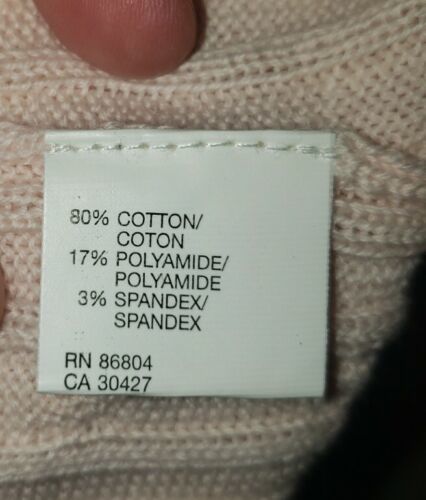 80% COTTON/
COTON
17% POLYAMIDE/
POLYAMIDE
3% SPANDEX/
SPANDEX
RN 86804
CA 30427